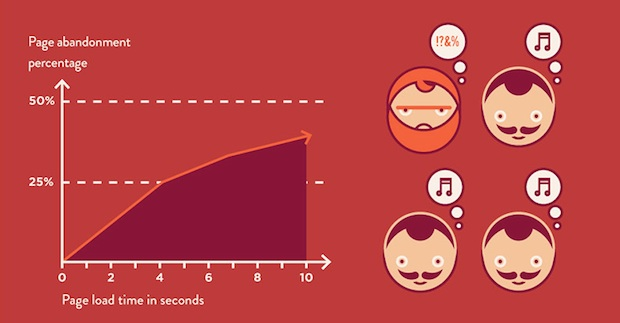 Page abandonment
percentage
50%
25%
0 2 4 6 8 10
Page load time in seconds
!?&%